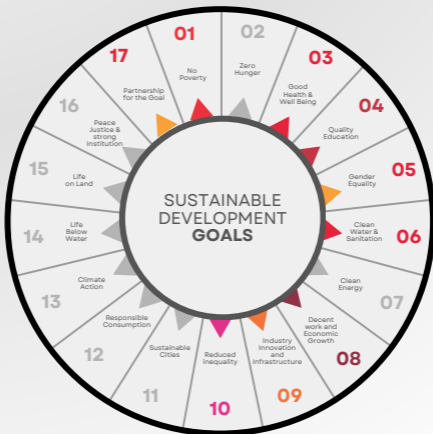 SUSTAINABLE
DEVELOPMENT
GOALS
01
No
Poverty
02
Zero
Hunger
03
Good
Health &
Well Being
04
Quality
Education
05
Gender
Equality
06
Clean
Water &
Sanitation
07
Clean
Energy
08
Decent
work and
Economic
Growth
09
Industry
Innovation
and
Infrastructure
10
Reduced
inequality
11
Sustainable
Cities
12
Responsible
Consumption
13
Climate
Action
14
Life
Below
Water
15
Life
on Land
16
Peace
Justice &
strong
Institution
17
Partnership
for the Goal